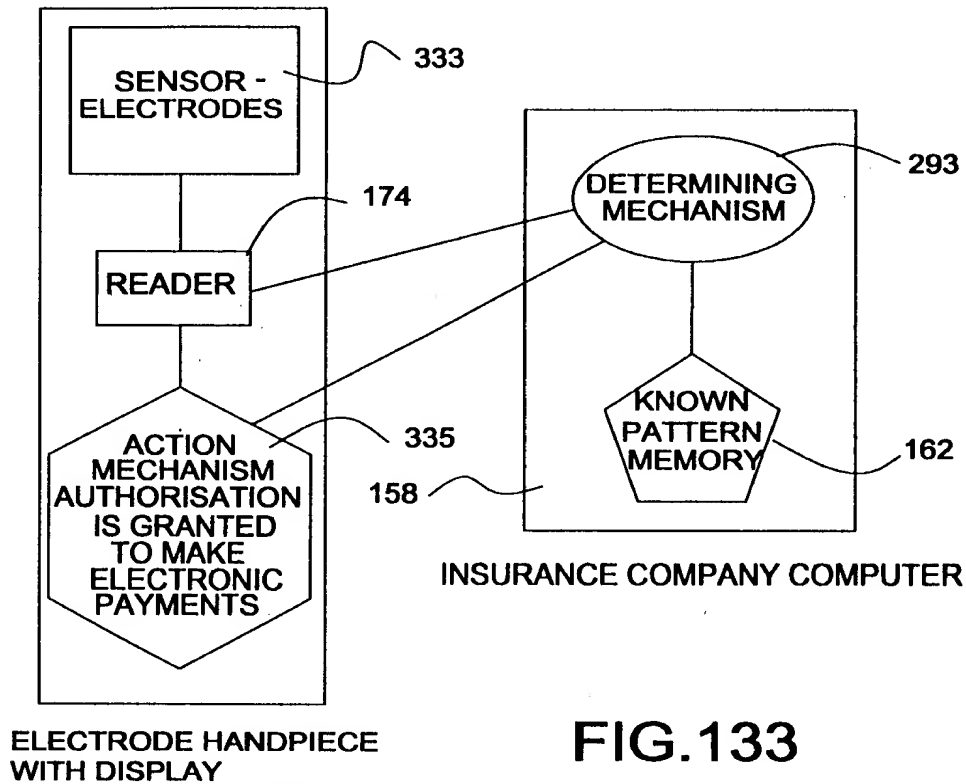 SENSOR -
ELECTRODES
333
174
READER
ACTION
MECHANISM
AUTHORISATION
IS GRANTED
TO MAKE
ELECTRONIC
PAYMENTS
335
ELECTRODE HANDPIECE
WITH DISPLAY
DETERMINING
MECHANISM
293
KNOWN
PATTERN
MEMORY
162
158
INSURANCE COMPANY COMPUTER
FIG.133